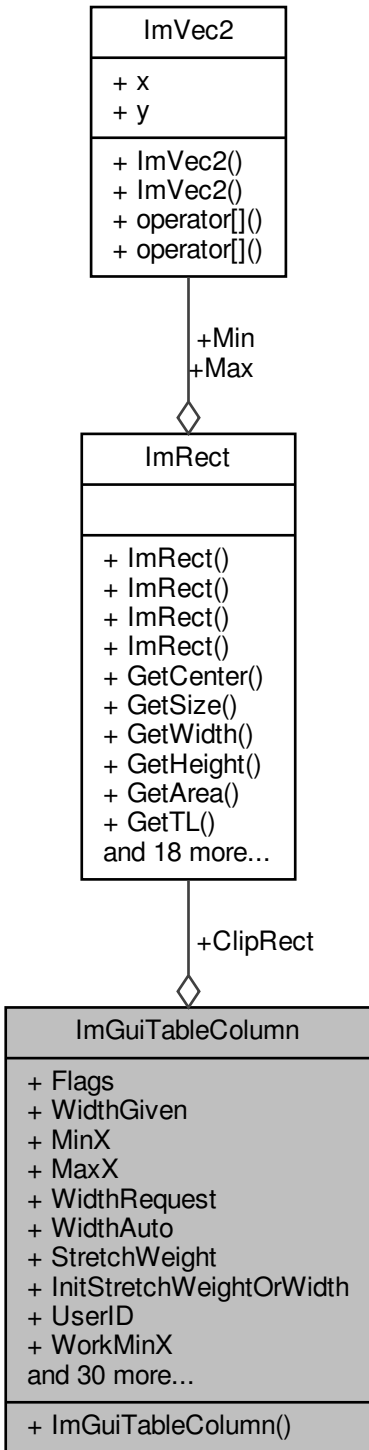 ImVec2
+ x
+ y
+ ImVec2()
+ ImVec2()
+ operator[]()
+ operator[]()
+Min
+Max
ImRect
+ ImRect()
+ ImRect()
+ ImRect()
+ ImRect()
+ GetCenter()
+ GetSize()
+ GetWidth()
+ GetHeight()
+ GetArea()
+ GetTL()
and 18 more...
+ClipRect
ImGuiTableColumn
+ Flags
+ WidthGiven
+ MinX
+ MaxX
+ WidthRequest
+ WidthAuto
+ StretchWeight
+ InitStretchWeightOrWidth
+ UserID
+ WorkMinX
and 30 more...
+ ImGuiTableColumn()